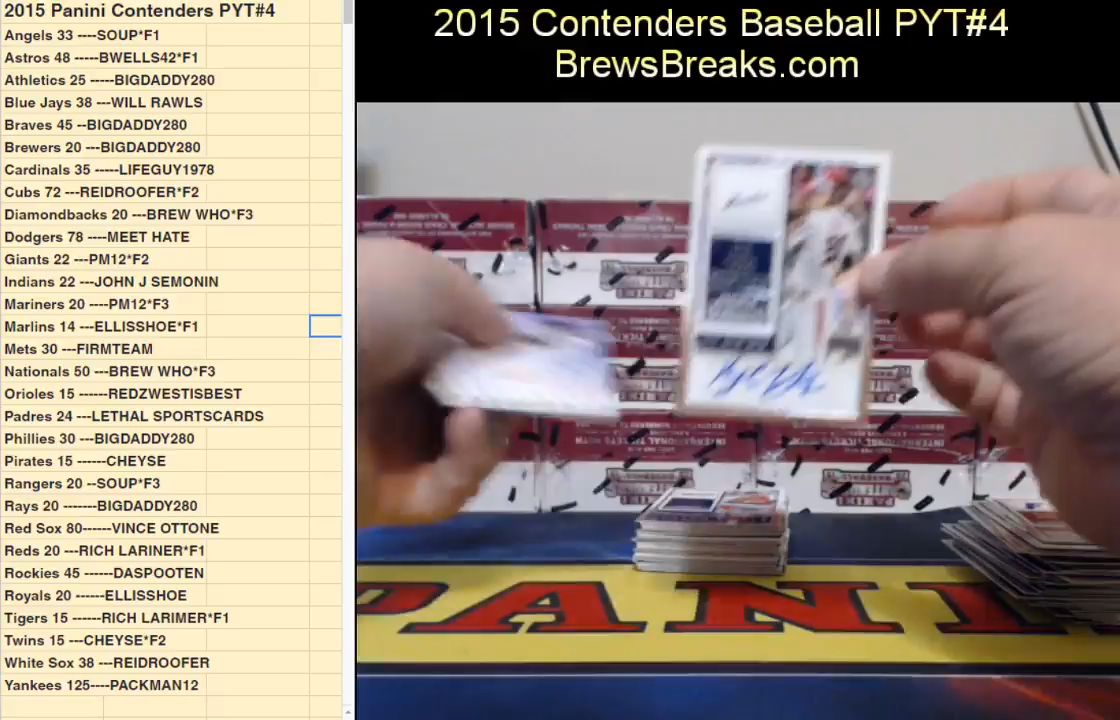 2015 Panini Contenders PYT#4
Angels 33 ----SOUP*F1
Astros 48 -----BWELLS42*F1
Athletics 25 -----BIGDADDY280
Blue Jays 38 ---WILL RAWLS
Braves 45 --BIGDADDY280
Brewers 20 ---BIGDADDY280
Cardinals 35 -----LIFEGUY1978
Cubs 72 ---REIDROOFER*F2
Diamondbacks 20 ---BREW WHO*F3
Dodgers 78 ----MEET HATE
Giants 22 ----PM12*F2
Indians 22 ---JOHN J SEMONIN
Mariners 20 ----PM12*F3
Marlins 14 ---ELLISSHOE*F1
Mets 30 ---FIRMTEAM
Nationals 50 ---BREW WHO*F3
Orioles 15 -----REDZWESTISBEST
Padres 24 ---LETHAL SPORTSCARDS
Phillies 30 ---BIGDADDY280
Pirates 15 ------CHEYSE
Rangers 20 ---SOUP*F3
Rays 20 -------BIGDADDY280
Red Sox 80------VINCE OTTONE
Reds 20 ---RICH LARINER*F1
Rockies 45 ------DASPOOTEN
Royals 20 ------ELLISSHOE
Tigers 15 ------RICH LARIMER*F1
Twins 15 ---CHEYSE*F2
White Sox 38 ---REIDROOFER
Yankees 125----PACKMAN12
2015 Contenders Baseball PYT#4
BrewsBreaks.com
PANINI